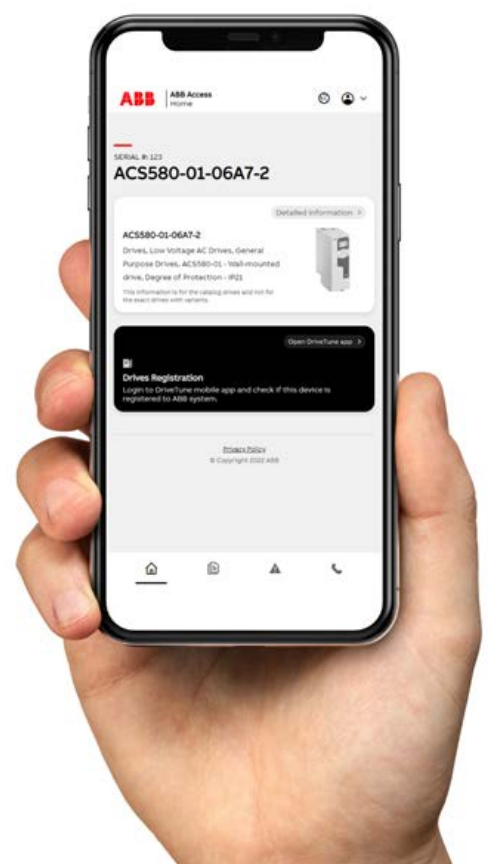 ABB
ABB Access
Home
SERIAL #: 123
ACS580-01-06A7-2
Detailed information >
ACS580-01-06A7-2
Drives, Low Voltage AC Drives, General
Purpose Drives, ACS580-01 - Wall-mounted
drive, Degree of Protection - IP21
This information is for the catalog drives and not for
the exact drives with variants.
Open DriveTune app >
Drives Registration
Login to DriveTune mobile app and check if this device is
registered to ABB system.
Privacy Policy
© Copyright 2022 ABB